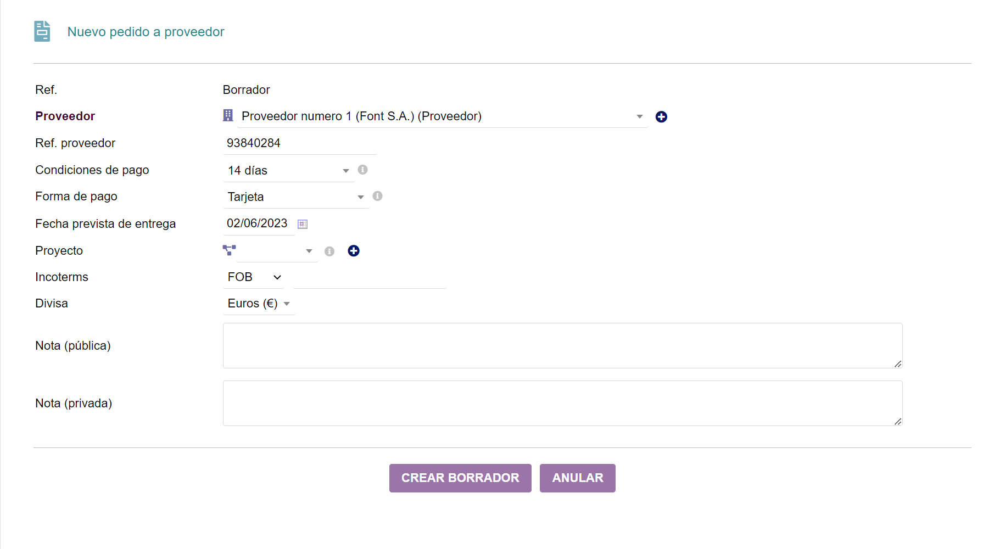 Nuevo pedido a proveedor
Ref. Borrador
Proveedor Proveedor numero 1 (Font S.A.) (Proveedor)
Ref. proveedor 93840284
Condiciones de pago 14 días
Forma de pago Tarjeta
Fecha prevista de entrega 02/06/2023
Proyecto
Incoterms FOB
Divisa Euros (€)
Nota (pública)
Nota (privada)
CREAR BORRADOR ANULAR